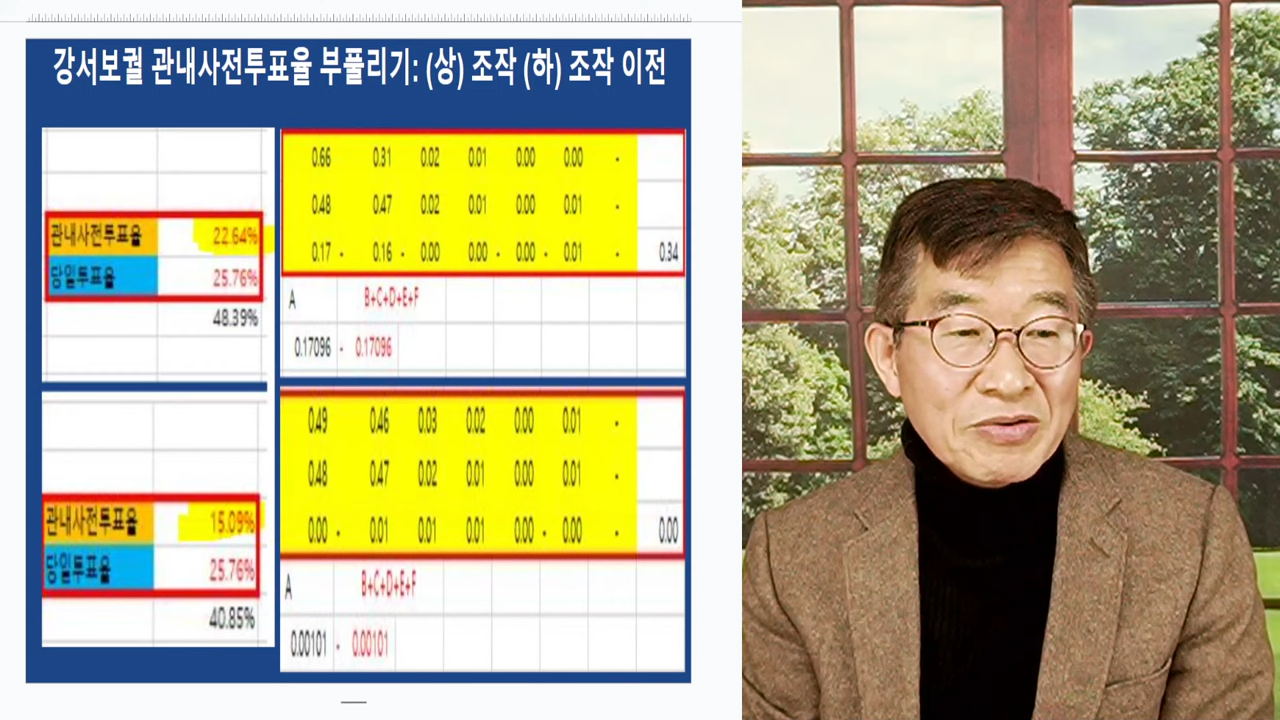 강서보궐 관내사전투표율 부풀리기: (상) 조작 (하) 조작 이전
관내사전투표율 22.64%
당일투표율 25.76%
48.39%
0.66 0.31 0.02 0.01 0.00 0.00 -
0.48 0.47 0.02 0.01 0.00 0.01 -
0.17 - 0.16 - 0.00 0.00 - 0.00 - 0.01 - 0.34
A B+C+D+E+F
0.17096 - 0.17096
관내사전투표율 15.09%
당일투표율 25.76%
40.85%
0.49 0.46 0.03 0.02 0.00 0.01 -
0.48 0.47 0.02 0.01 0.00 0.01 -
0.00 - 0.01 0.01 0.01 0.00 - 0.00 - 0.00
A B+C+D+E+F
0.00101 - 0.00101